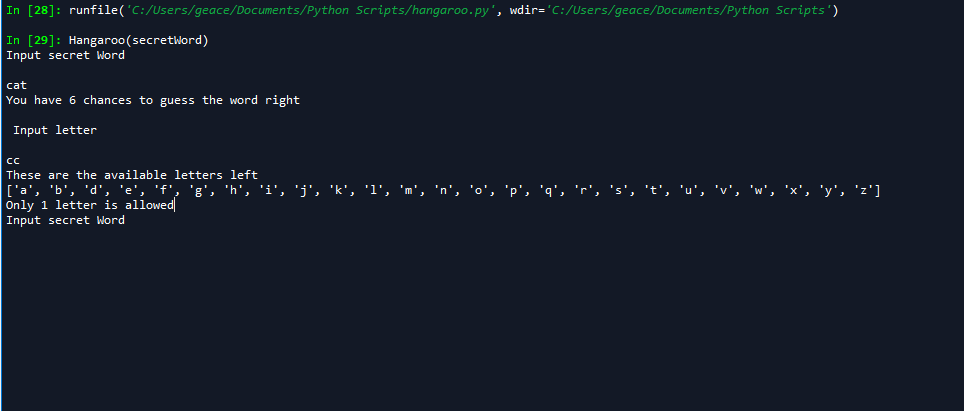 In [28]: runfile('C:/Users/geace/Documents/Python Scripts/hangaroo.py', wdir='C:/Users/geace/Documents/Python Scripts')
In [29]: Hangaroo(secretWord)
Input secret Word
cat
You have 6 chances to guess the word right
Input letter
cc
These are the available letters left
['a', 'b', 'd', 'e', 'f', 'g', 'h', 'i', 'j', 'k', 'l', 'm', 'n', 'o', 'p', 'q', 'r', 's', 't', 'u', 'v', 'w', 'x', 'y', 'z']
Only 1 letter is allowed
Input secret Word